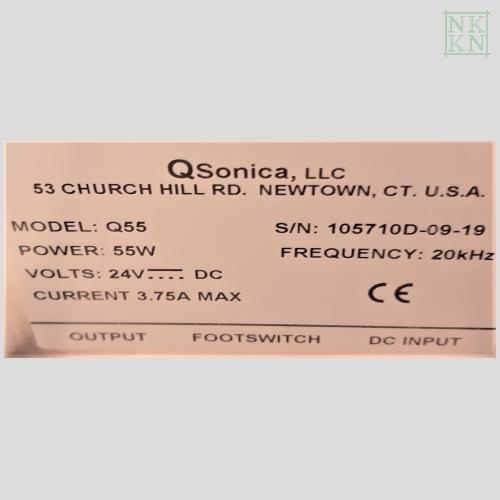 NK
KN
QSonica, LLC
53 CHURCH HILL RD. NEWTOWN, CT. U.S.A.
MODEL: Q55 S/N: 105710D-09-19
POWER: 55W FREQUENCY: 20kHz
VOLTS: 24V DC
CURRENT 3.75A MAX CE
OUTPUT FOOTSWITCH DC INPUT